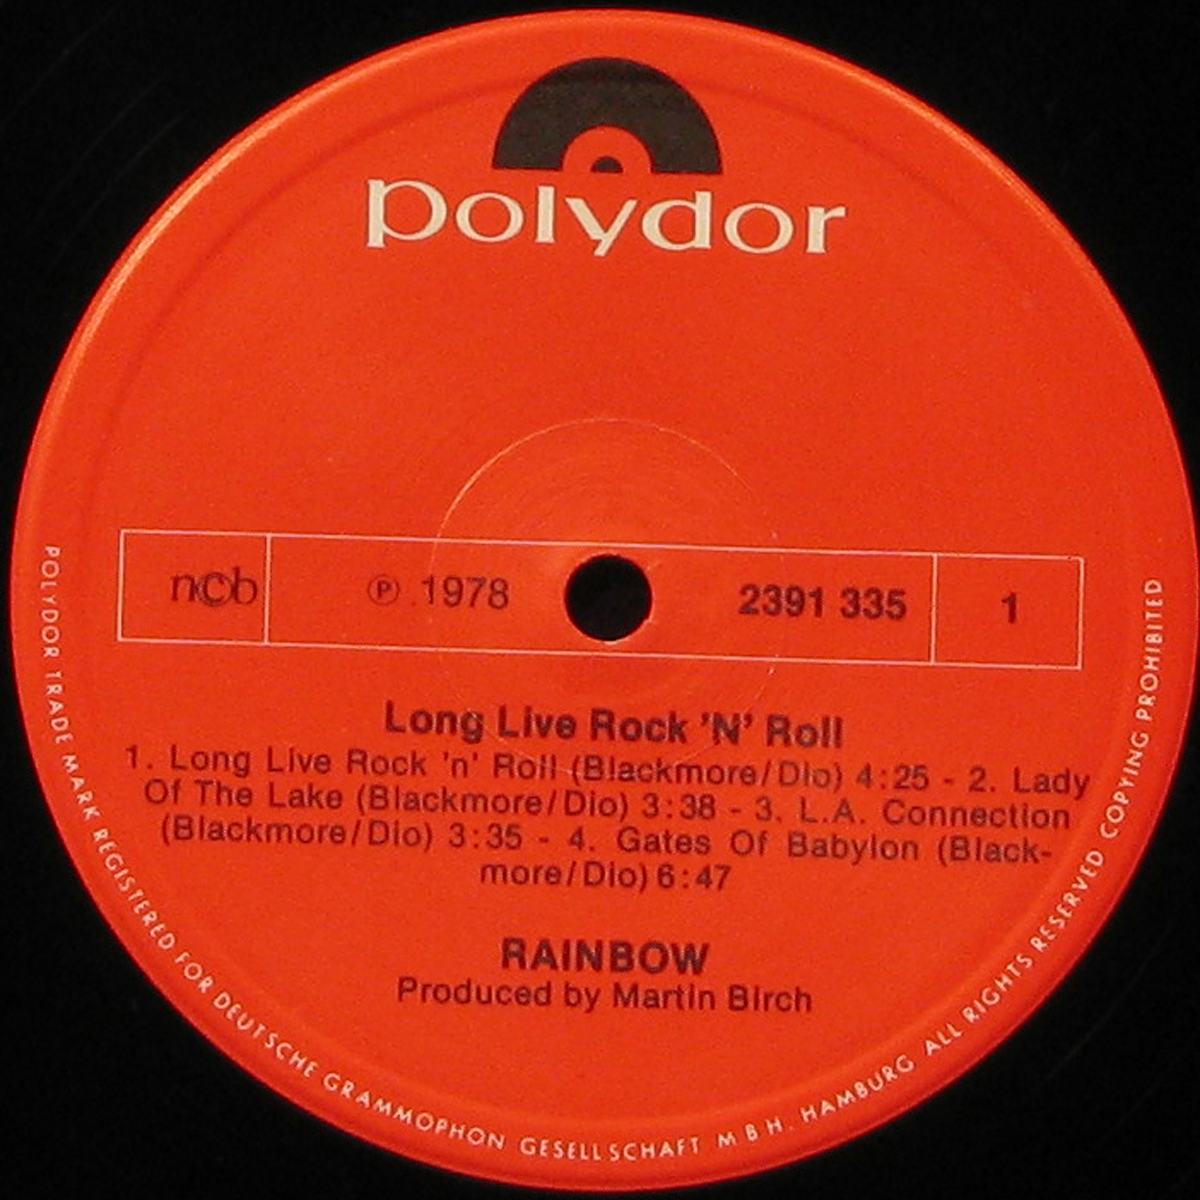 polydor
n©b
℗ 1978
2391 335
1
Long Live Rock 'N' Roll
1. Long Live Rock 'n' Roll (Blackmore/Dio) 4:25 - 2. Lady
Of The Lake (Blackmore/Dio) 3:38 - 3. L.A. Connection
(Blackmore/Dio) 3:35 - 4. Gates Of Babylon (Black-
more/Dio) 6:47
RAINBOW
Produced by Martin Birch
POLYDOR TRADE MARK REGISTERED FOR DEUTSCHE GRAMMOPHON GESELLSCHAFT M B H. HAMBURG ALL RIGHTS RESERVED COPYING PROHIBITED